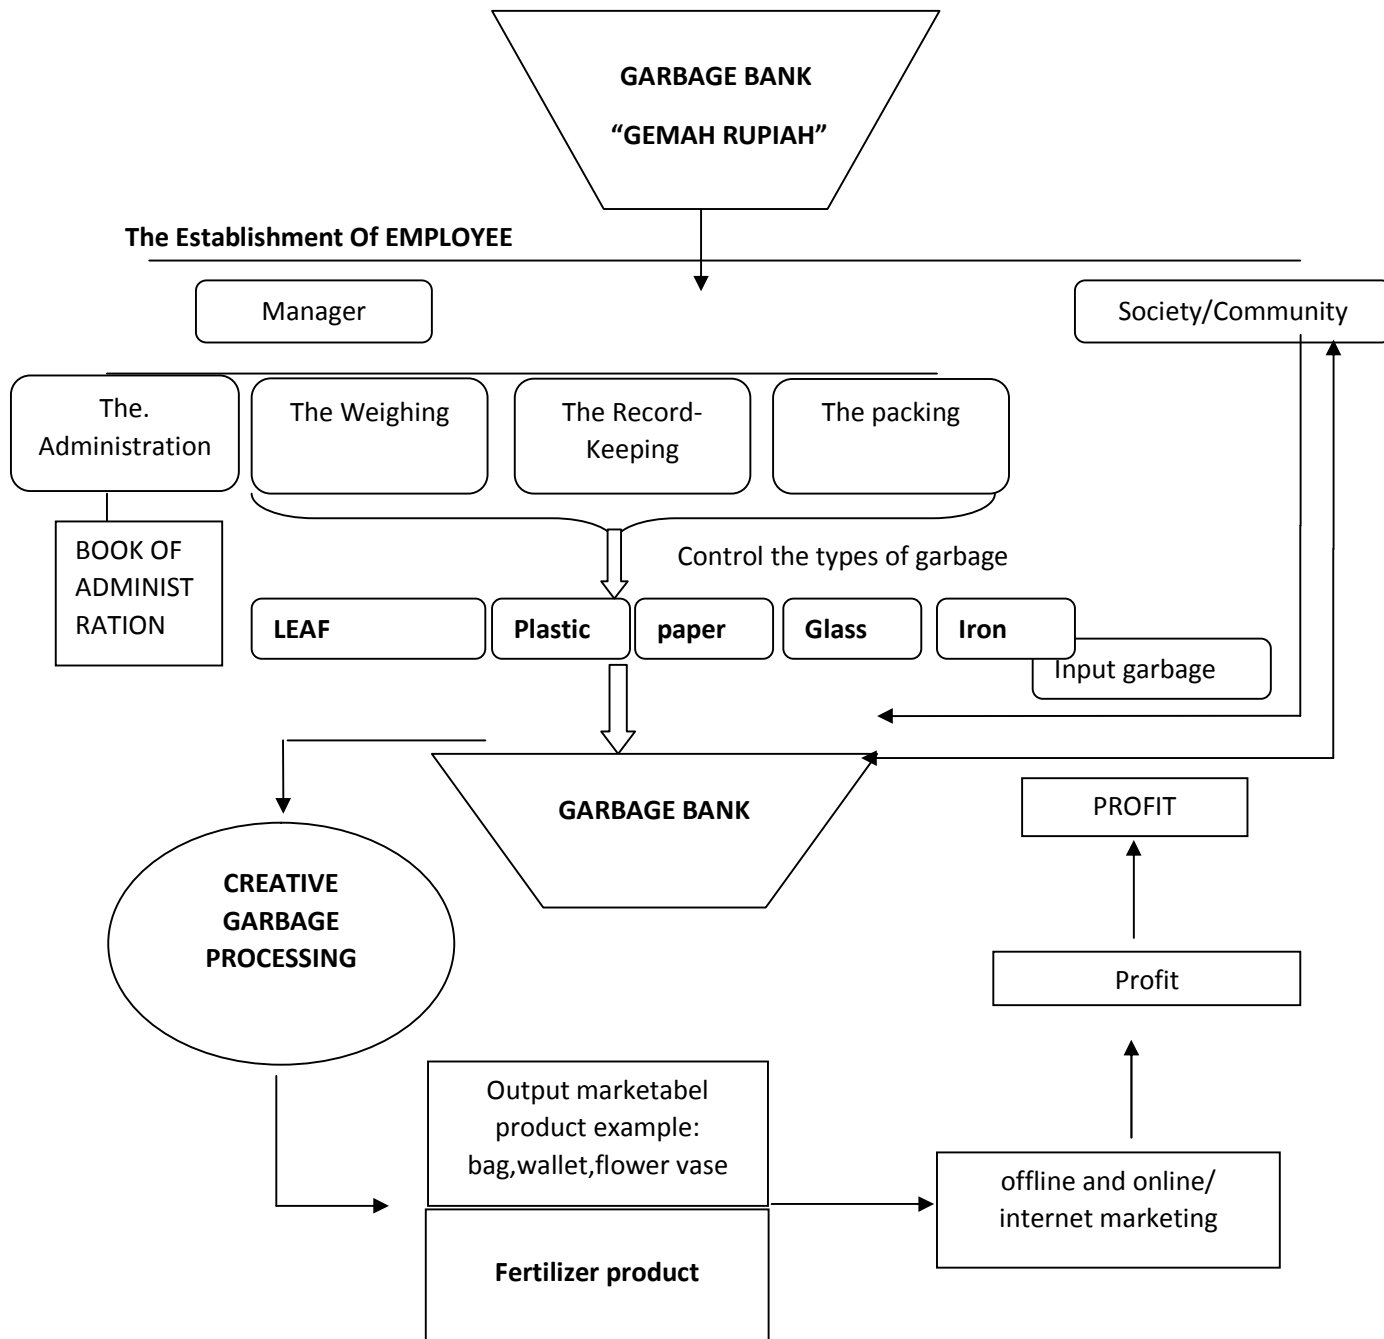 GARBAGE BANK
“GEMAH RUPIAH”
The Establishment Of EMPLOYEE
Manager
Society/Community
The.
Administration
The Weighing
The Record-
Keeping
The packing
BOOK OF
ADMINIST
RATION
Control the types of garbage
LEAF
Plastic
paper
Glass
Iron
Input garbage
GARBAGE BANK
PROFIT
CREATIVE
GARBAGE
PROCESSING
Profit
Output marketabel
product example:
bag,wallet,flower vase
offline and online/
internet marketing
Fertilizer product